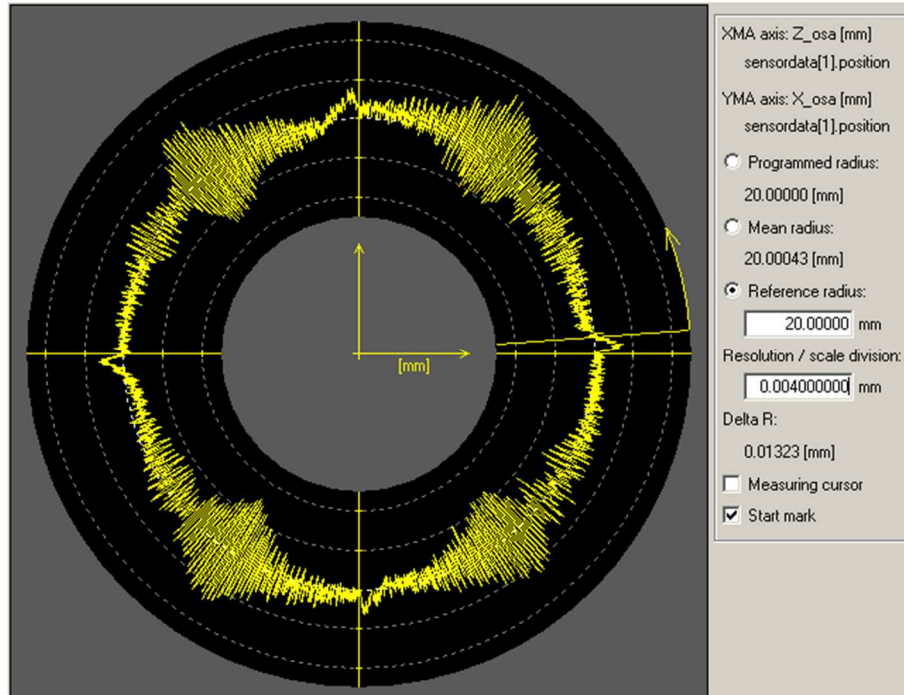 XMA axis: Z_osa [mm]
sensordata[1].position
YMA axis: X_osa [mm]
sensordata[1].position
Programmed radius:
20.00000 [mm]
Mean radius:
20.00043 [mm]
Reference radius:
20.00000 mm
Resolution / scale division:
0.004000000 mm
Delta R:
0.01323 [mm]
Measuring cursor
Start mark
[mm]